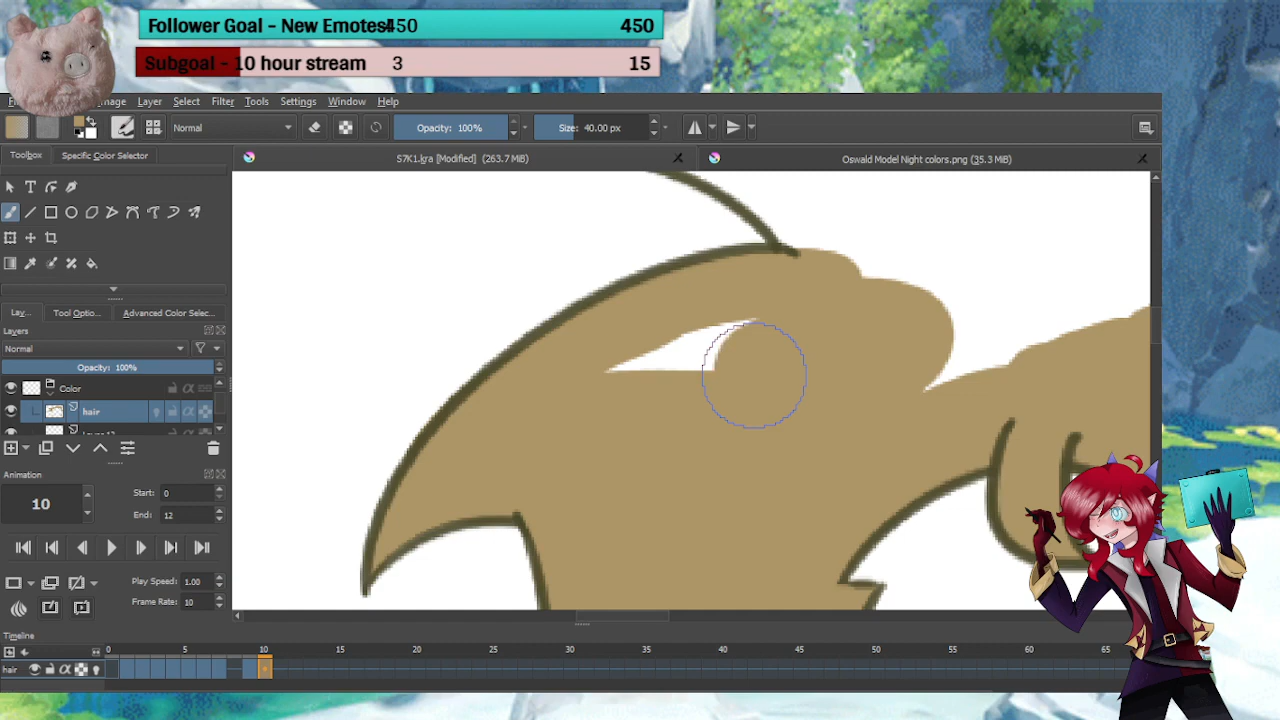 Follower Goal - New Emotes! 450 450
Subgoal - 10 hour stream 3 15
Image Layer Select Filter Tools Settings Window Help
Normal Opacity: 100% Size: 40.00 px
Toolbox Specific Color Selector S7K1.kra [Modified] (263.7 MiB) Oswald Model Night colors.png (35.3 MiB)
Lay... Tool Optio... Advanced Color Selec...
Layers
Normal
Opacity: 100%
Color
hair
Animation
10 Start: 0
End: 12
Play Speed: 1.00
Frame Rate: 10
Timeline
0 5 10 15 20 25 30 35 40 45 50 55 60 65
hair